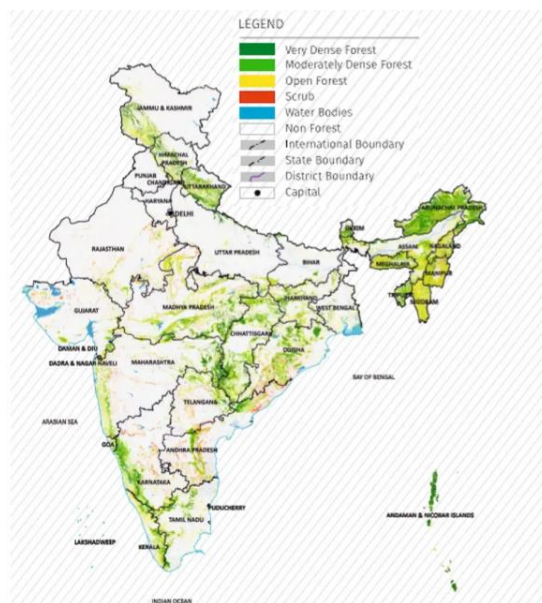 LEGEND
Very Dense Forest
Moderately Dense Forest
Open Forest
Scrub
Water Bodies
Non Forest
International Boundary
State Boundary
District Boundary
Capital
JAMMU & KASHMIR
HIMACHAL
PRADESH
PUNJAB
CHANDIGARH
UTTARAKHAND
HARYANA
DELHI
ARUNACHAL PRADESH
SIKKIM
RAJASTHAN
UTTAR PRADESH
ASSAM
NAGALAND
BIHAR
MEGHALAYA
MANIPUR
TRIPURA
MIZORAM
JHARKHAND
GUJARAT
MADHYA PRADESH
WEST BENGAL
CHHATTISGARH
DAMAN & DIU
ODISHA
DADRA & NAGAR HAVELI
MAHARASHTRA
BAY OF BENGAL
TELANGANA
ARABIAN SEA
GOA
ANDHRA PRADESH
KARNATAKA
PUDUCHERRY
ANDAMAN & NICOBAR ISLANDS
TAMIL NADU
LAKSHADWEEP
KERALA
INDIAN OCEAN